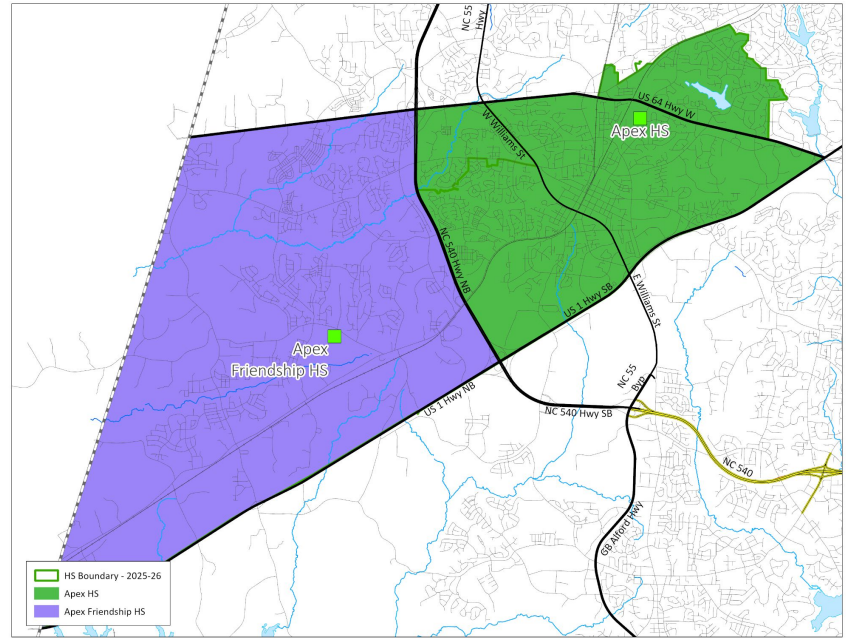 NC 55
Hwy
US 64 Hwy W
W Williams St
Apex HS
NC 540 Hwy NB
US 1 Hwy SB
E Williams St
Apex
Friendship HS
US 1 Hwy NB
NC 55
Byp
NC 540 Hwy SB
NC 540
GB Alford Hwy
HS Boundary - 2025-26
Apex HS
Apex Friendship HS